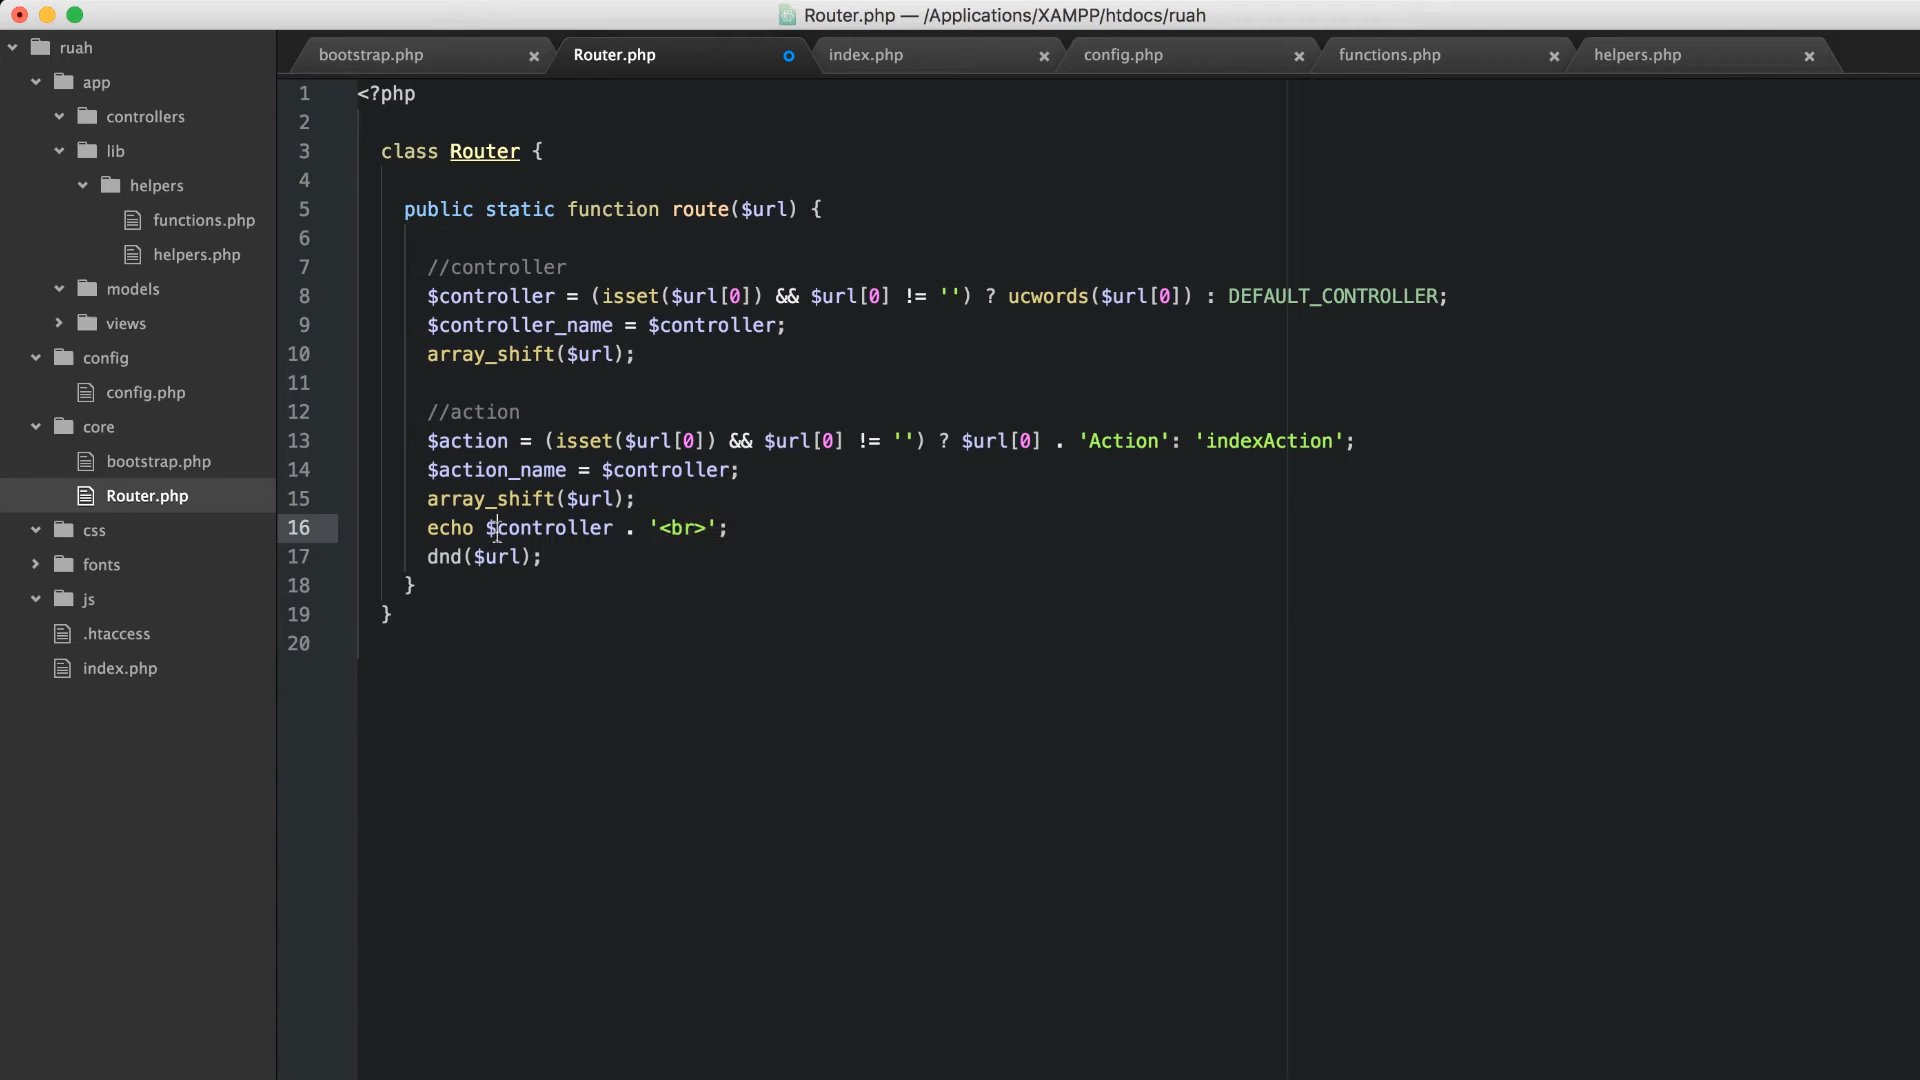 Router.php — /Applications/XAMPP/htdocs/ruah
ruah
app
controllers
lib
helpers
functions.php
helpers.php
models
views
config
config.php
core
bootstrap.php
Router.php
css
fonts
js
.htaccess
index.php
bootstrap.php
Router.php
index.php
config.php
functions.php
helpers.php
1 <?php
2
3 class Router {
4
5 public static function route($url) {
6
7 //controller
8 $controller = (isset($url[0]) && $url[0] != '') ? ucwords($url[0]) : DEFAULT_CONTROLLER;
9 $controller_name = $controller;
10 array_shift($url);
11
12 //action
13 $action = (isset($url[0]) && $url[0] != '') ? $url[0] . 'Action': 'indexAction';
14 $action_name = $controller;
15 array_shift($url);
16 echo $controller . '<br>';
17 dnd($url);
18 }
19 }
20